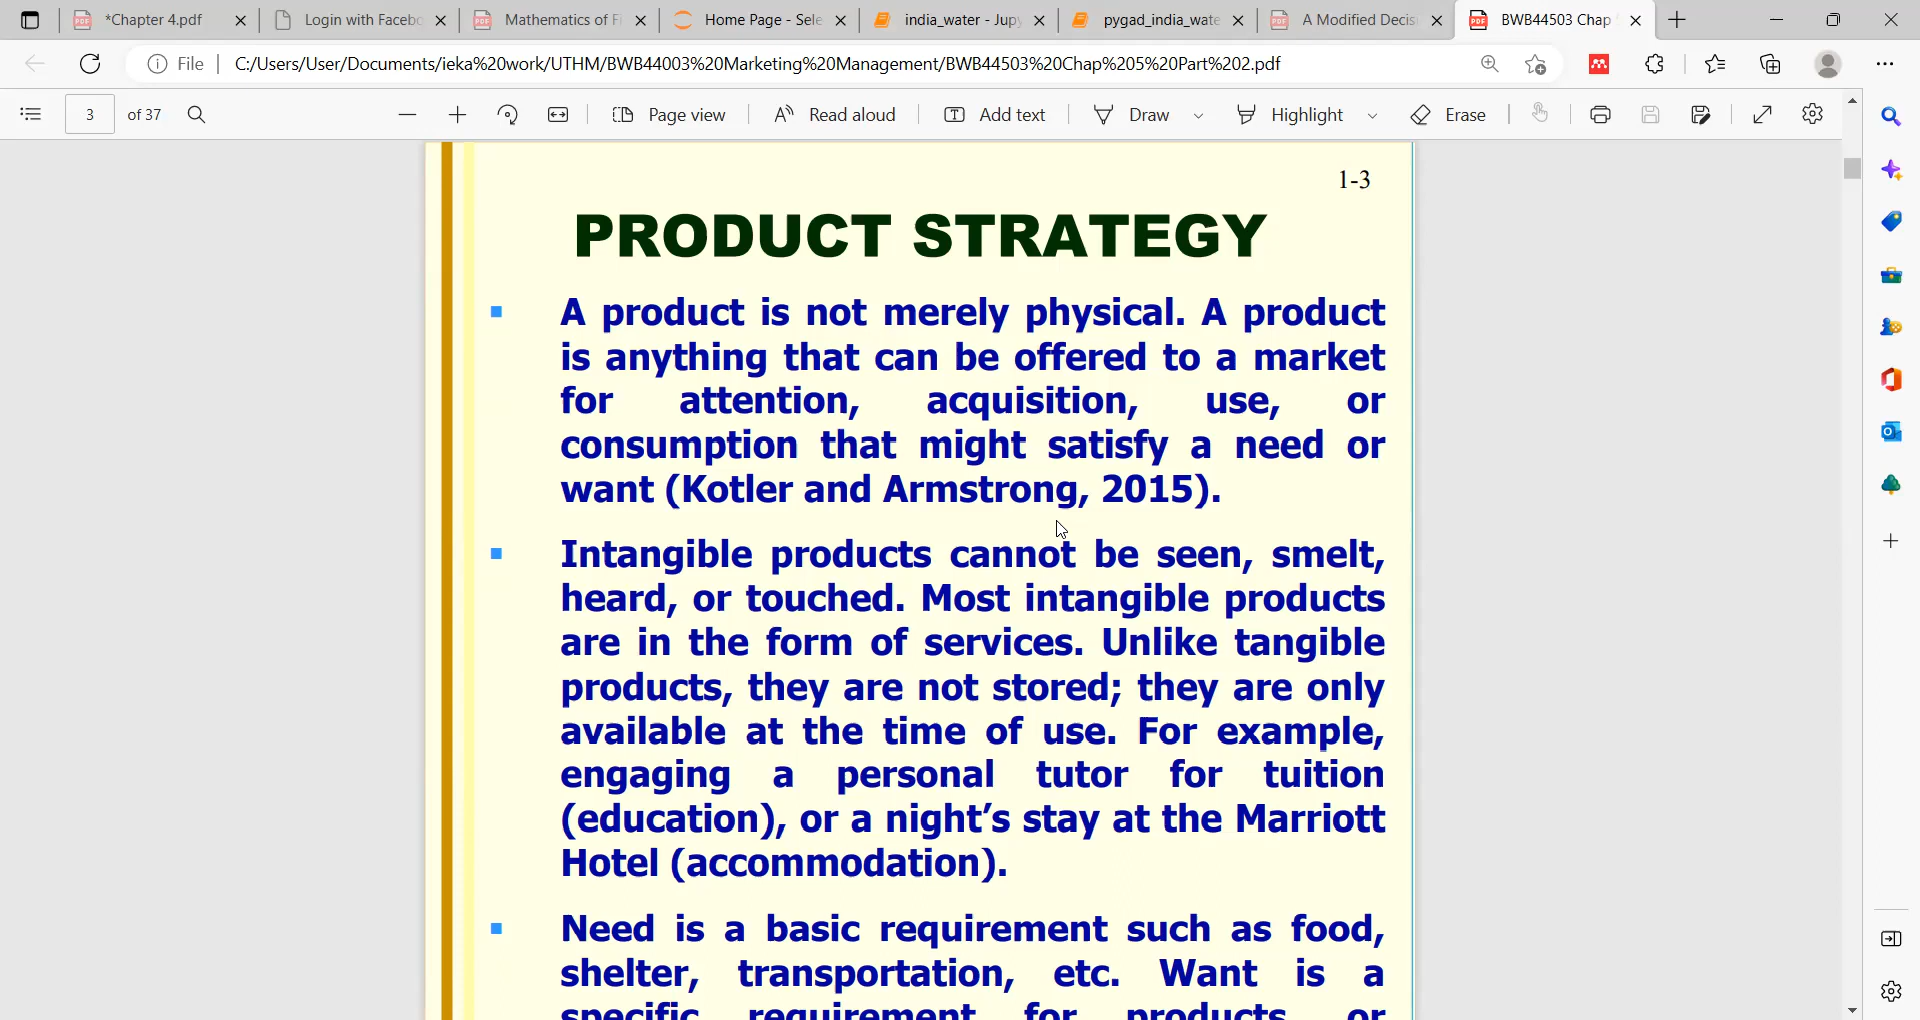 *Chapter 4.pdf
Login with Facebo
Mathematics of Fi
Home Page - Sele
india_water - Jupy
pygad_india_wate
A Modified Decis
BWB44503 Chap
File
C:/Users/User/Documents/ieka%20work/UTHM/BWB44003%20Marketing%20Management/BWB44503%20Chap%205%20Part%202.pdf
3 of 37
Page view
Read aloud
Add text
Draw
Highlight
Erase
1-3
PRODUCT STRATEGY
▪ A product is not merely physical. A product
is anything that can be offered to a market
for attention, acquisition, use, or
consumption that might satisfy a need or
want (Kotler and Armstrong, 2015).
▪ Intangible products cannot be seen, smelt,
heard, or touched. Most intangible products
are in the form of services. Unlike tangible
products, they are not stored; they are only
available at the time of use. For example,
engaging a personal tutor for tuition
(education), or a night's stay at the Marriott
Hotel (accommodation).
▪ Need is a basic requirement such as food,
shelter, transportation, etc. Want is a
specific requirement for products or